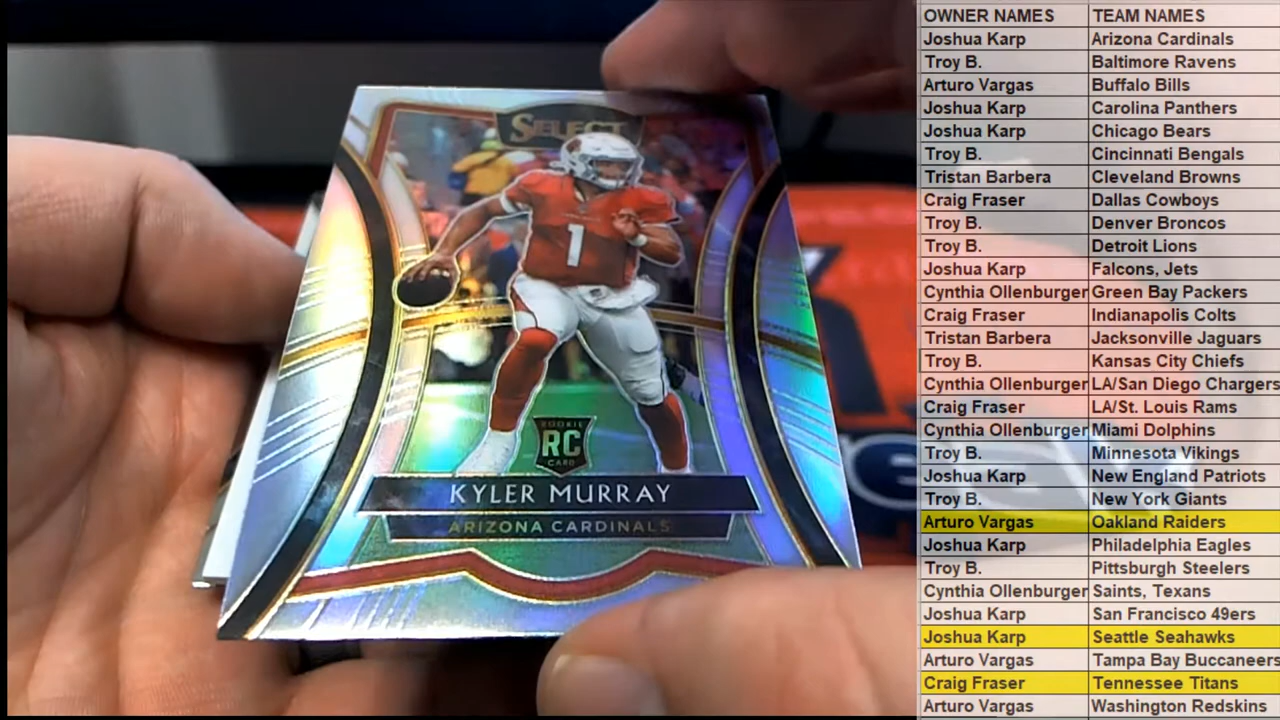 SELECT
1
ROOKIE
RC
CARD
KYLER MURRAY
ARIZONA CARDINALS
OWNER NAMES TEAM NAMES
Joshua Karp Arizona Cardinals
Troy B. Baltimore Ravens
Arturo Vargas Buffalo Bills
Joshua Karp Carolina Panthers
Joshua Karp Chicago Bears
Troy B. Cincinnati Bengals
Tristan Barbera Cleveland Browns
Craig Fraser Dallas Cowboys
Troy B. Denver Broncos
Troy B. Detroit Lions
Joshua Karp Falcons, Jets
Cynthia Ollenburger Green Bay Packers
Craig Fraser Indianapolis Colts
Tristan Barbera Jacksonville Jaguars
Troy B. Kansas City Chiefs
Cynthia Ollenburger LA/San Diego Chargers
Craig Fraser LA/St. Louis Rams
Cynthia Ollenburger Miami Dolphins
Troy B. Minnesota Vikings
Joshua Karp New England Patriots
Troy B. New York Giants
Arturo Vargas Oakland Raiders
Joshua Karp Philadelphia Eagles
Troy B. Pittsburgh Steelers
Cynthia Ollenburger Saints, Texans
Joshua Karp San Francisco 49ers
Joshua Karp Seattle Seahawks
Arturo Vargas Tampa Bay Buccaneers
Craig Fraser Tennessee Titans
Arturo Vargas Washington Redskins